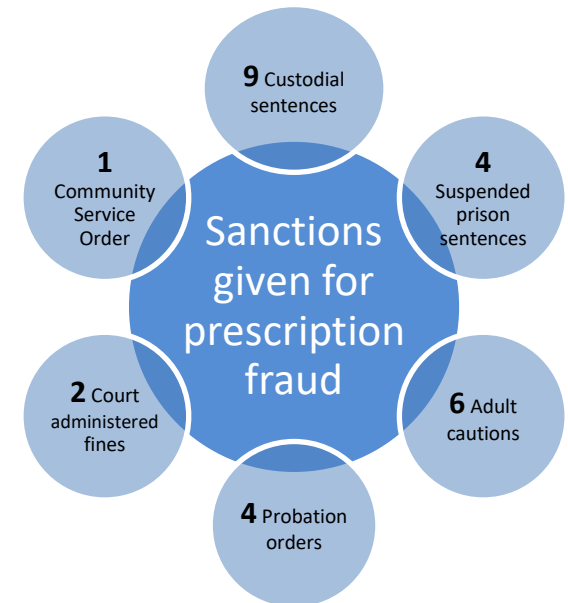 9 Custodial
sentences
4
Suspended
prison
sentences
6 Adult
cautions
4 Probation
orders
2 Court
administered
fines
1
Community
Service
Order
Sanctions
given for
prescription
fraud